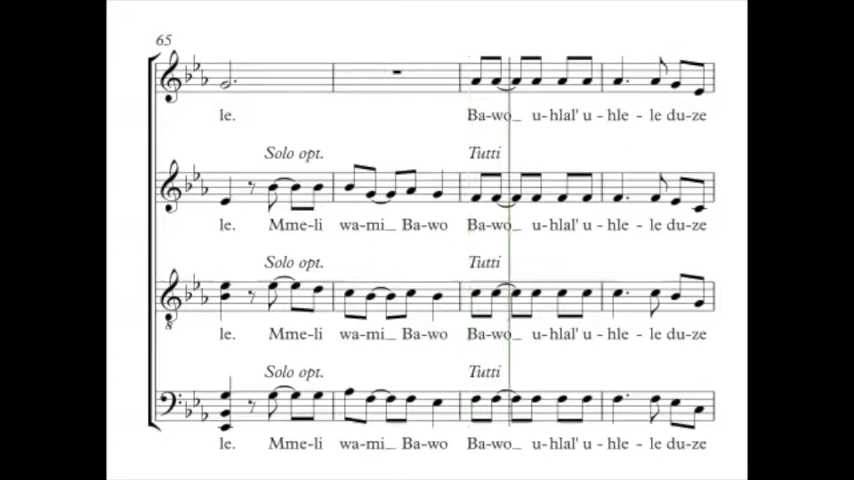 65
le. Ba-wo_ u-hlal' u - hle - le du-ze
Solo opt. Tutti
le. Mme-li wa-mi_ Ba-wo Ba-wo_ u-hlal' u - hle - le du-ze
Solo opt. Tutti
8
le. Mme-li wa-mi_ Ba-wo Ba-wo_ u-hlal' u - hle - le du-ze
Solo opt. Tutti
le. Mme-li wa-mi_ Ba-wo Ba-wo_ u-hlal' u - hle - le du-ze